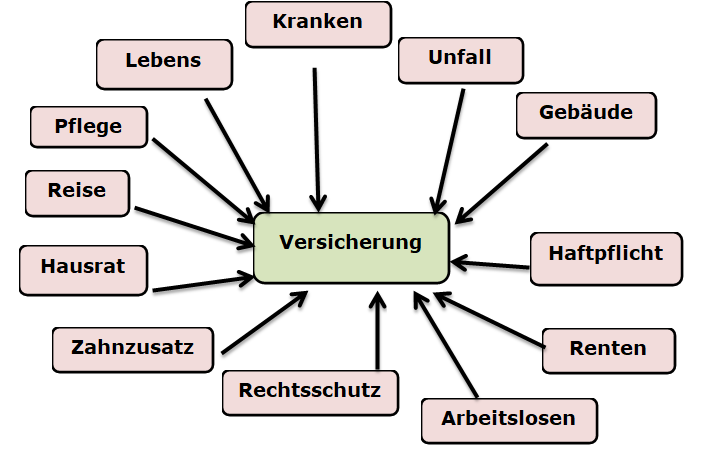 Kranken
Lebens
Unfall
Gebäude
Pflege
Reise
Versicherung
Haftpflicht
Hausrat
Zahnzusatz
Renten
Rechtsschutz
Arbeitslosen